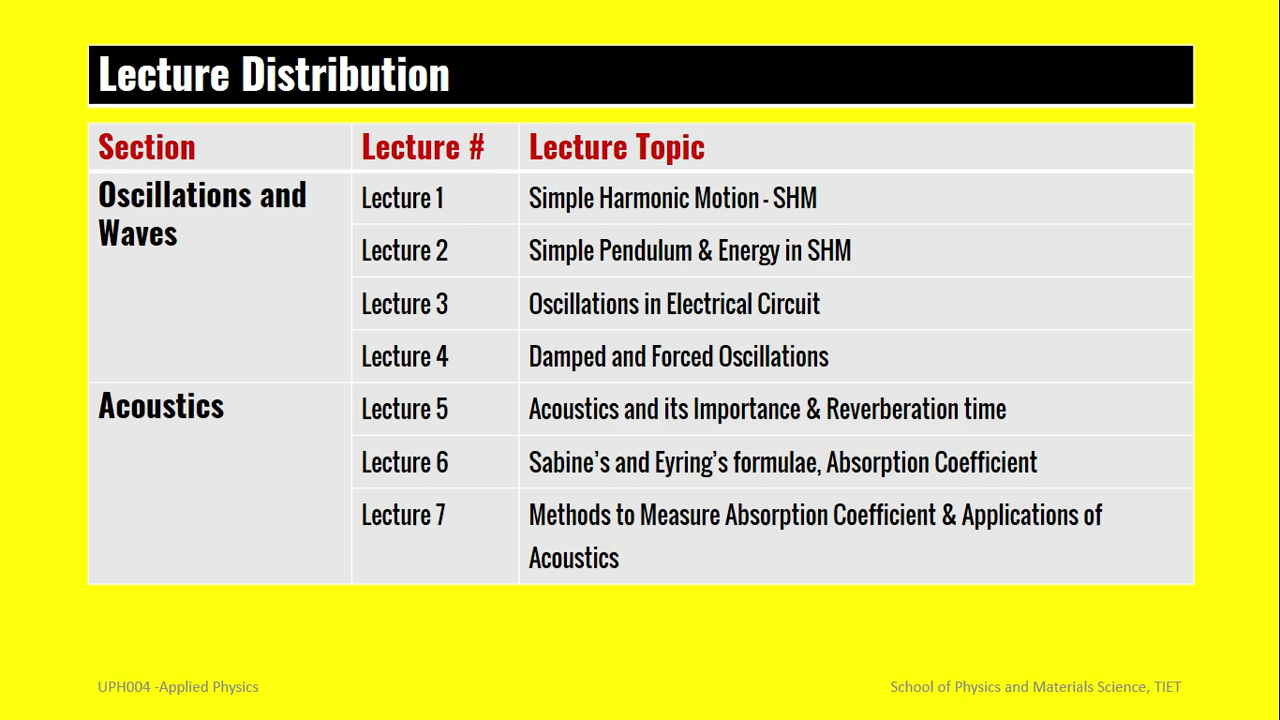 Lecture Distribution
Section Lecture # Lecture Topic
Oscillations and Waves Lecture 1 Simple Harmonic Motion - SHM
Lecture 2 Simple Pendulum & Energy in SHM
Lecture 3 Oscillations in Electrical Circuit
Lecture 4 Damped and Forced Oscillations
Acoustics Lecture 5 Acoustics and its Importance & Reverberation time
Lecture 6 Sabine’s and Eyring’s formulae, Absorption Coefficient
Lecture 7 Methods to Measure Absorption Coefficient & Applications of
Acoustics
UPH004 -Applied Physics School of Physics and Materials Science, TIET